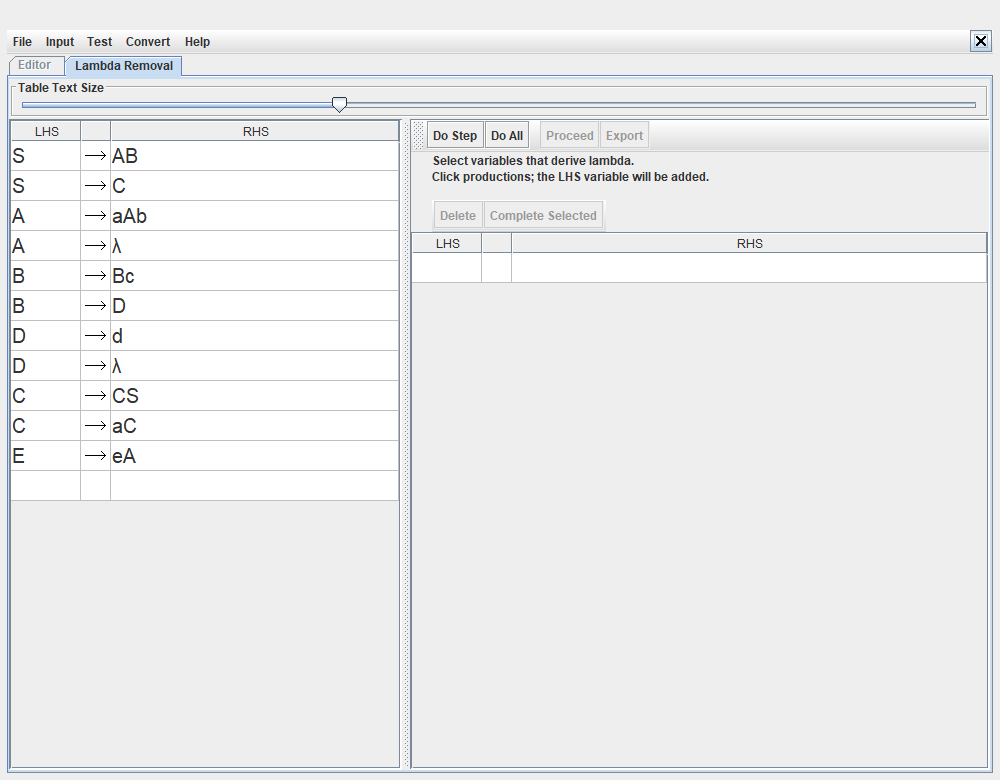 File Input Test Convert Help
Editor Lambda Removal
Table Text Size
LHS RHS
S → AB
S → C
A → aAb
A → λ
B → Bc
B → D
D → d
D → λ
C → CS
C → aC
E → eA
Do Step Do All Proceed Export
Select variables that derive lambda.
Click productions; the LHS variable will be added.
Delete Complete Selected
LHS RHS